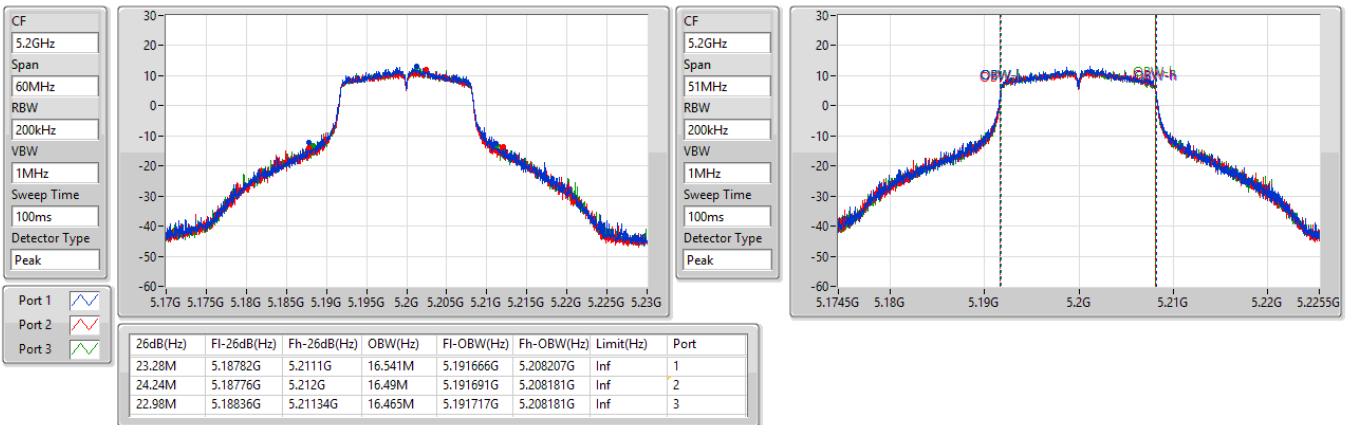 CF
5.2GHz
Span
60MHz
RBW
200kHz
VBW
1MHz
Sweep Time
100ms
Detector Type
Peak
30
20
10
0
-10
-20
-30
-40
-50
-60
5.17G 5.175G 5.18G 5.185G 5.19G 5.195G 5.2G 5.205G 5.21G 5.215G 5.22G 5.225G 5.23G
CF
5.2GHz
Span
51MHz
RBW
200kHz
VBW
1MHz
Sweep Time
100ms
Detector Type
Peak
30
20
10
0
-10
-20
-30
-40
-50
-60
OBW-l OBW-h
5.1745G 5.18G 5.19G 5.2G 5.21G 5.22G 5.2255G
Port 1
Port 2
Port 3
26dB(Hz) Fl-26dB(Hz) Fh-26dB(Hz) OBW(Hz) Fl-OBW(Hz) Fh-OBW(Hz) Limit(Hz) Port
23.28M 5.18782G 5.2111G 16.541M 5.191666G 5.208207G Inf 1
24.24M 5.18776G 5.212G 16.49M 5.191691G 5.208181G Inf 2
22.98M 5.18836G 5.21134G 16.465M 5.191717G 5.208181G Inf 3